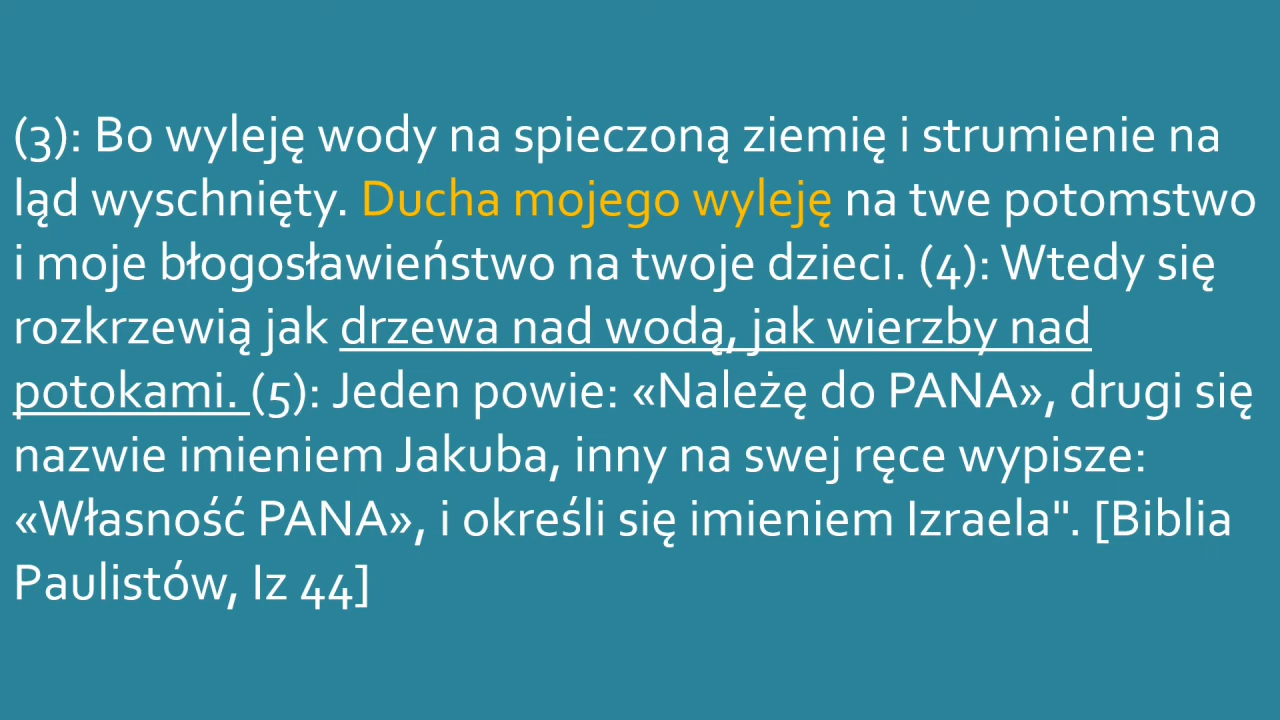 (3): Bo wyleję wody na spieczoną ziemię i strumienie na
ląd wyschnięty. Ducha mojego wyleję na twe potomstwo
i moje błogosławieństwo na twoje dzieci. (4): Wtedy się
rozkrzewią jak drzewa nad wodą, jak wierzby nad
potokami. (5): Jeden powie: «Należę do PANA», drugi się
nazwie imieniem Jakuba, inny na swej ręce wypisze:
«Własność PANA», i określi się imieniem Izraela". [Biblia
Paulistów, Iz 44]